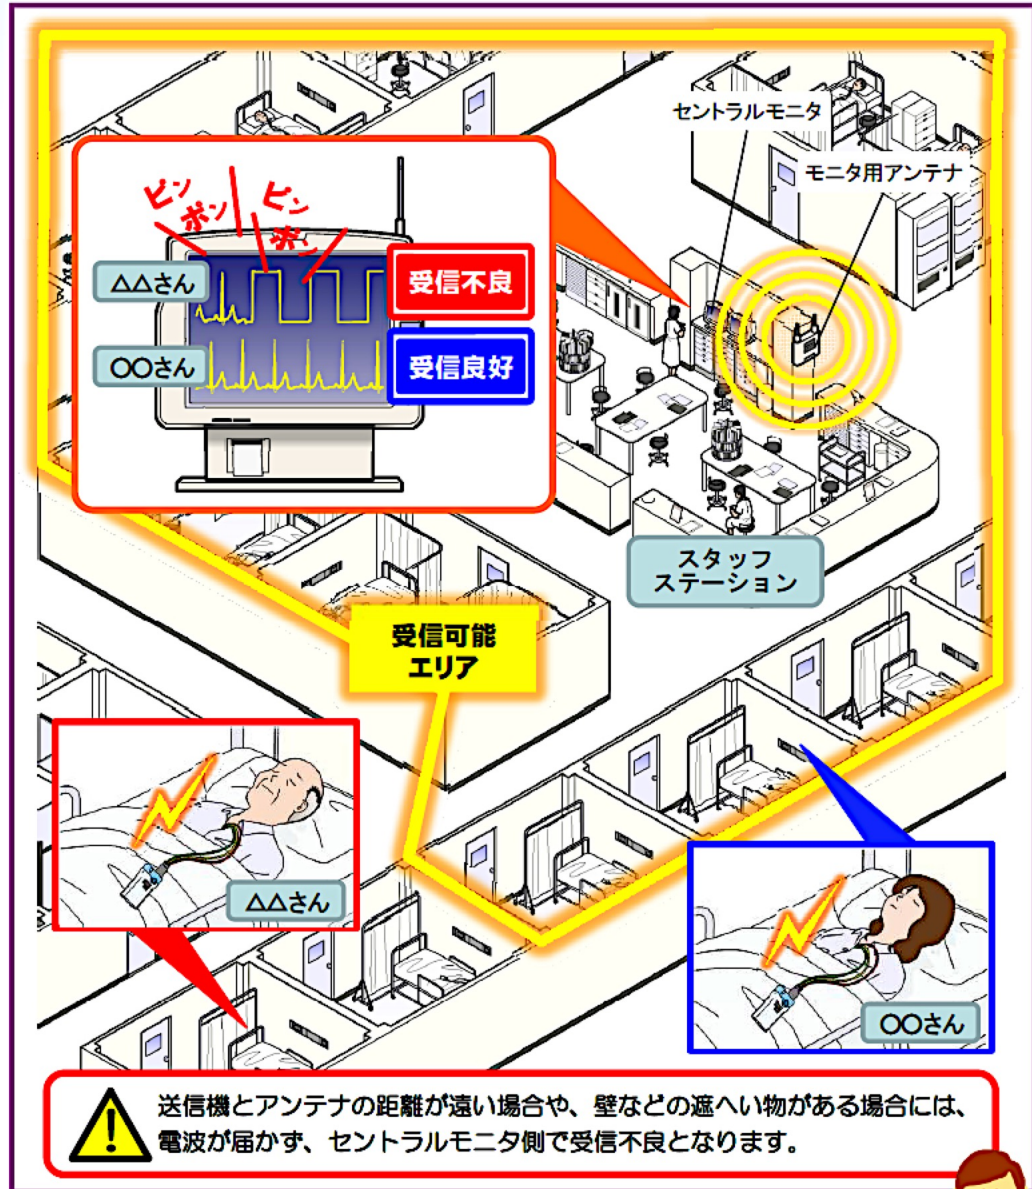 セントラルモニタ
モニタ用アンテナ
ピン
ポン
ピン
ポン
△△さん
受信不良
〇〇さん
受信良好
スタッフ
ステーション
受信可能
エリア
△△さん
〇〇さん
送信機とアンテナの距離が遠い場合や、壁などの遮へい物がある場合には、
電波が届かず、セントラルモニタ側で受信不良となります。